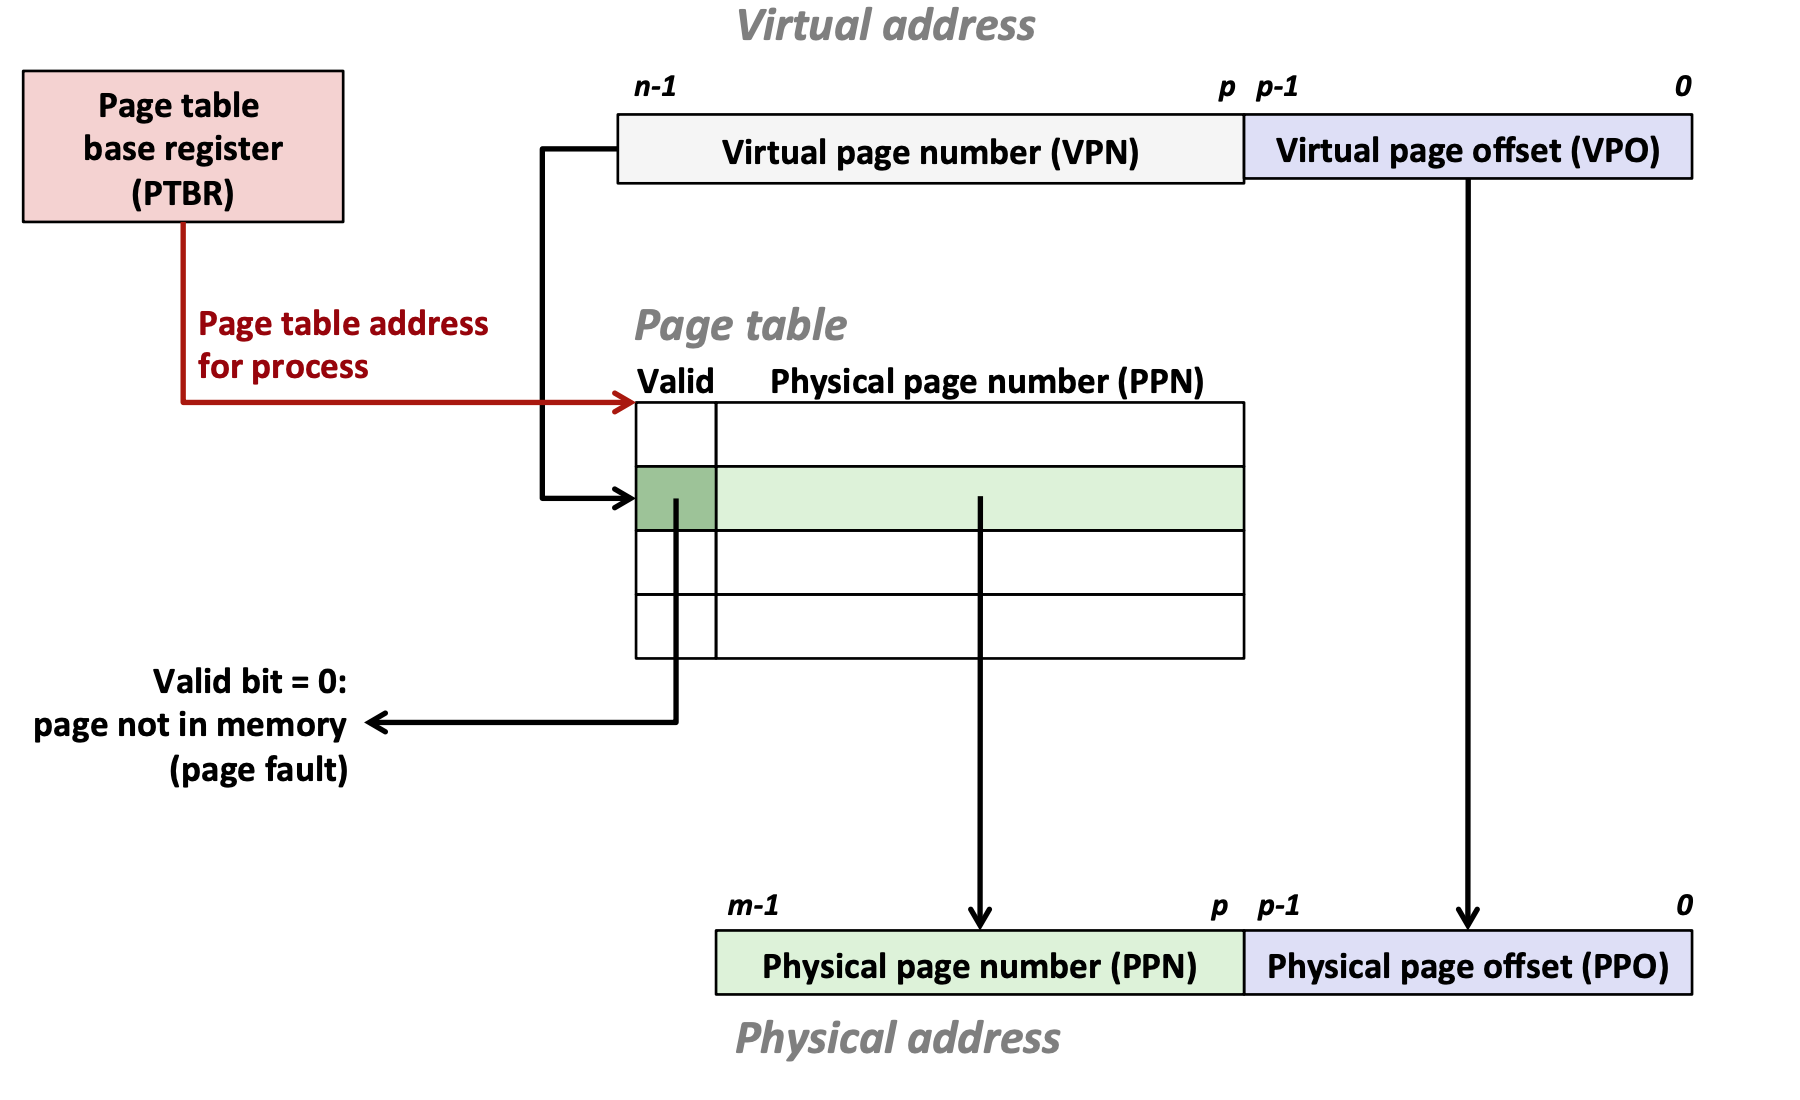 Virtual address
Page table
base register
(PTBR)
n-1
p
p-1
0
Virtual page number (VPN)
Virtual page offset (VPO)
Page table address
for process
Page table
Valid
Physical page number (PPN)
Valid bit = 0:
page not in memory
(page fault)
m-1
p
p-1
0
Physical page number (PPN)
Physical page offset (PPO)
Physical address